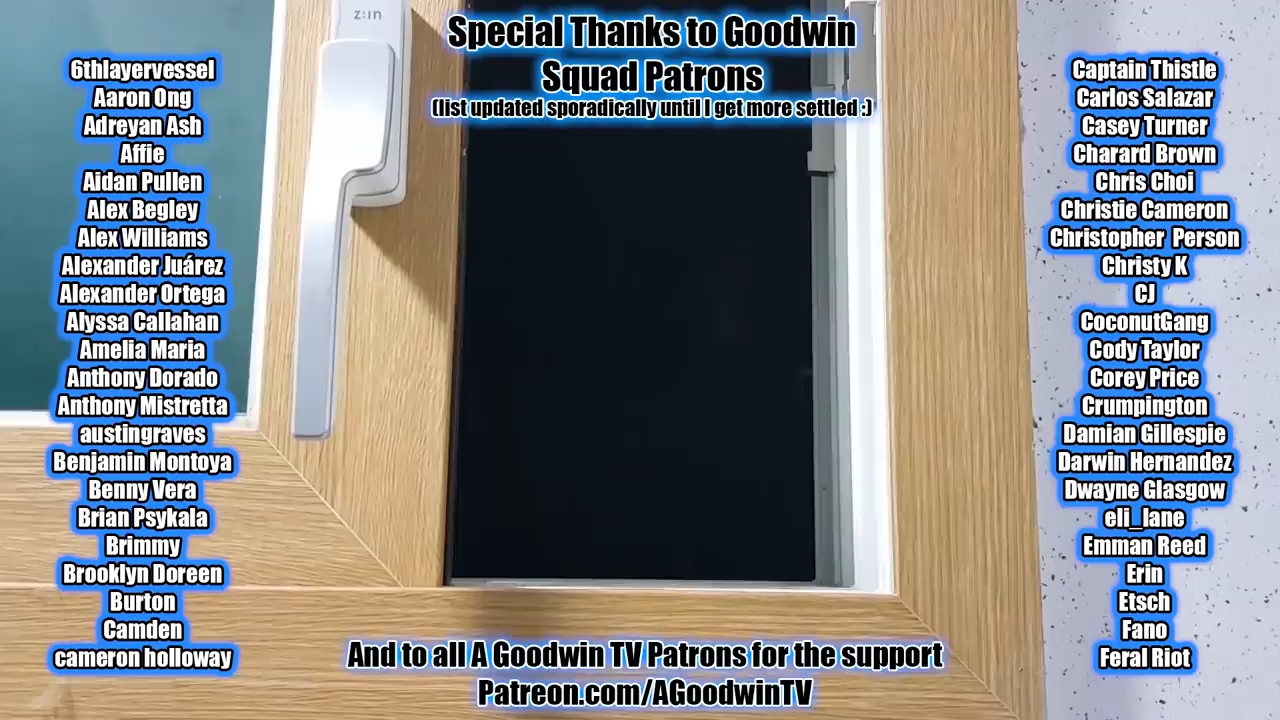 z:in
Special Thanks to Goodwin
Squad Patrons
(list updated sporadically until I get more settled :)
6thlayervessel
Aaron Ong
Adreyan Ash
Affie
Aidan Pullen
Alex Begley
Alex Williams
Alexander Juárez
Alexander Ortega
Alyssa Callahan
Amelia Maria
Anthony Dorado
Anthony Mistretta
austingraves
Benjamin Montoya
Benny Vera
Brian Psykala
Brimmy
Brooklyn Doreen
Burton
Camden
cameron holloway
Captain Thistle
Carlos Salazar
Casey Turner
Charard Brown
Chris Choi
Christie Cameron
Christopher Person
Christy K
CJ
CoconutGang
Cody Taylor
Corey Price
Crumpington
Damian Gillespie
Darwin Hernandez
Dwayne Glasgow
eli_lane
Emman Reed
Erin
Etsch
Fano
Feral Riot
And to all A Goodwin TV Patrons for the support
Patreon.com/AGoodwinTV